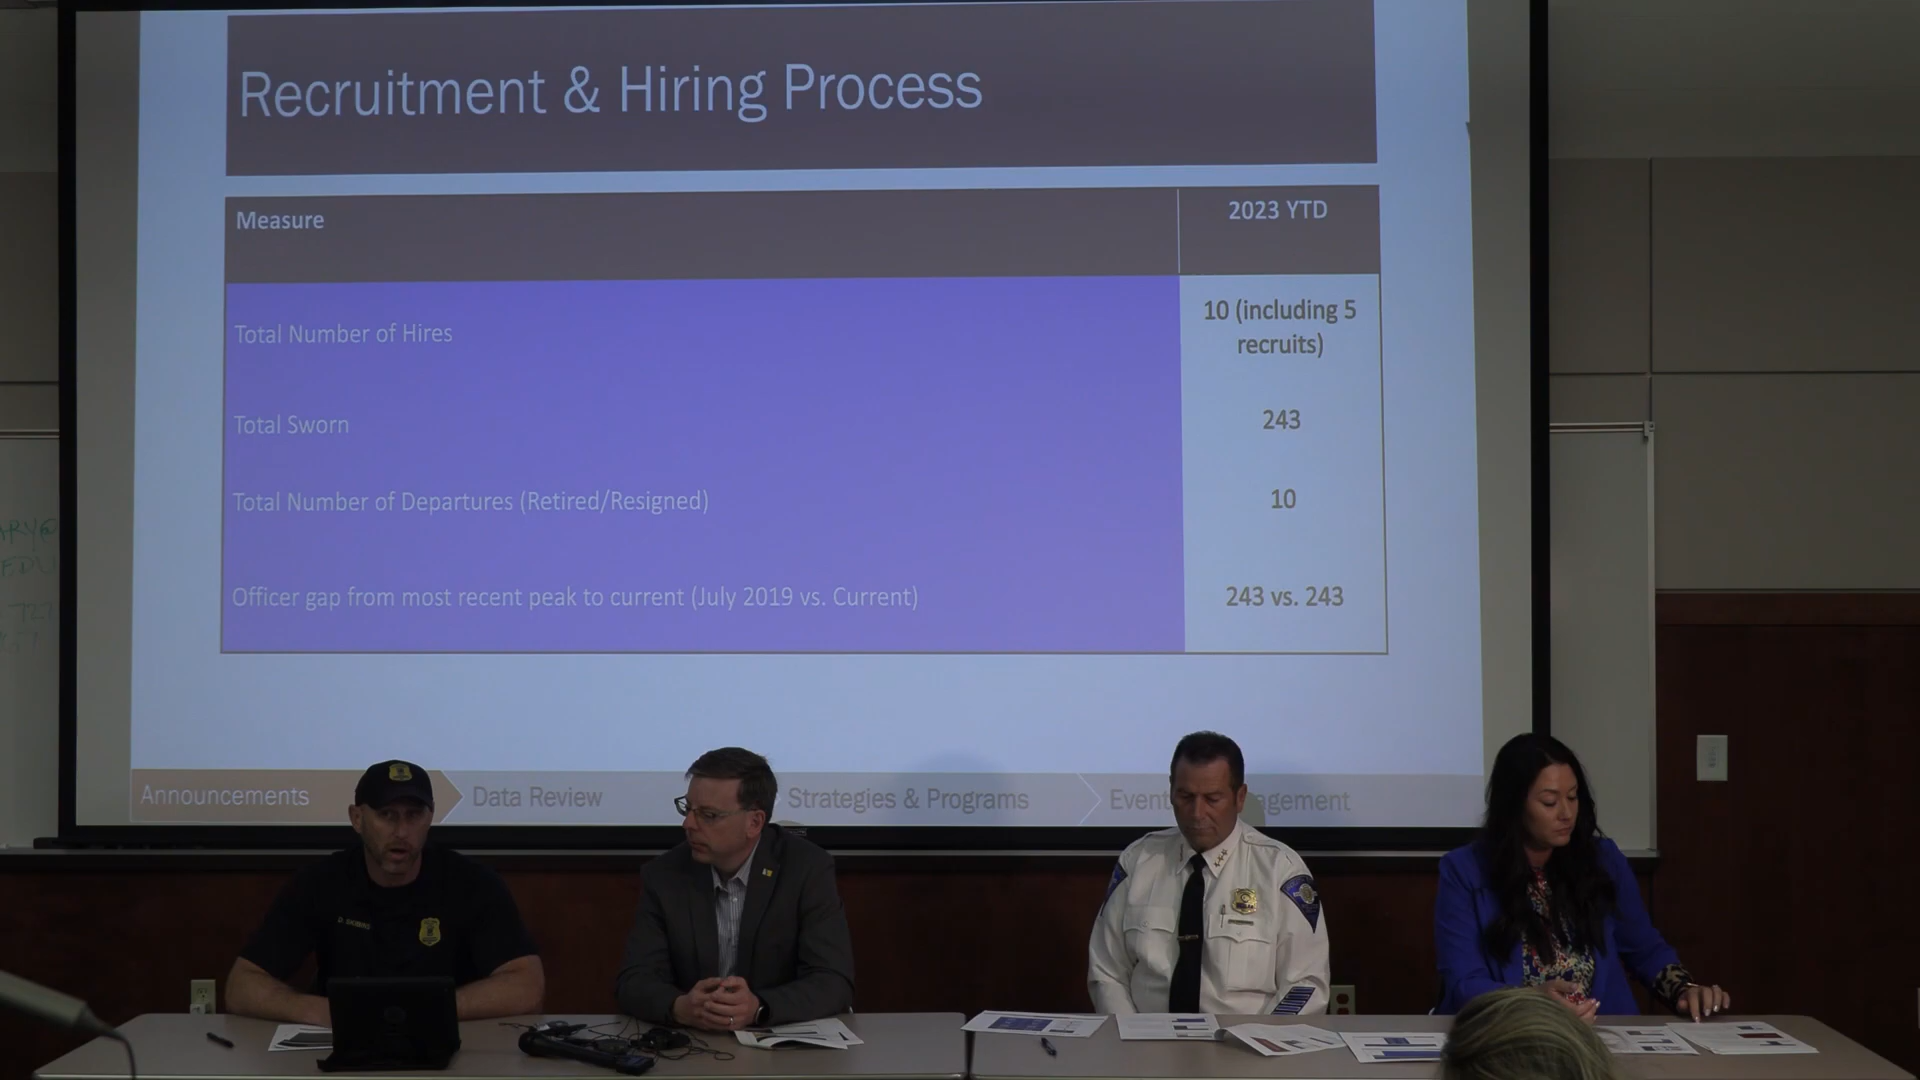 Recruitment & Hiring Process
Measure
2023 YTD
Total Number of Hires
10 (including 5
recruits)
Total Sworn
243
Total Number of Departures (Retired/Resigned)
10
Officer gap from most recent peak to current (July 2019 vs. Current)
243 vs. 243
Announcements
Data Review
Strategies & Programs
Event
agement